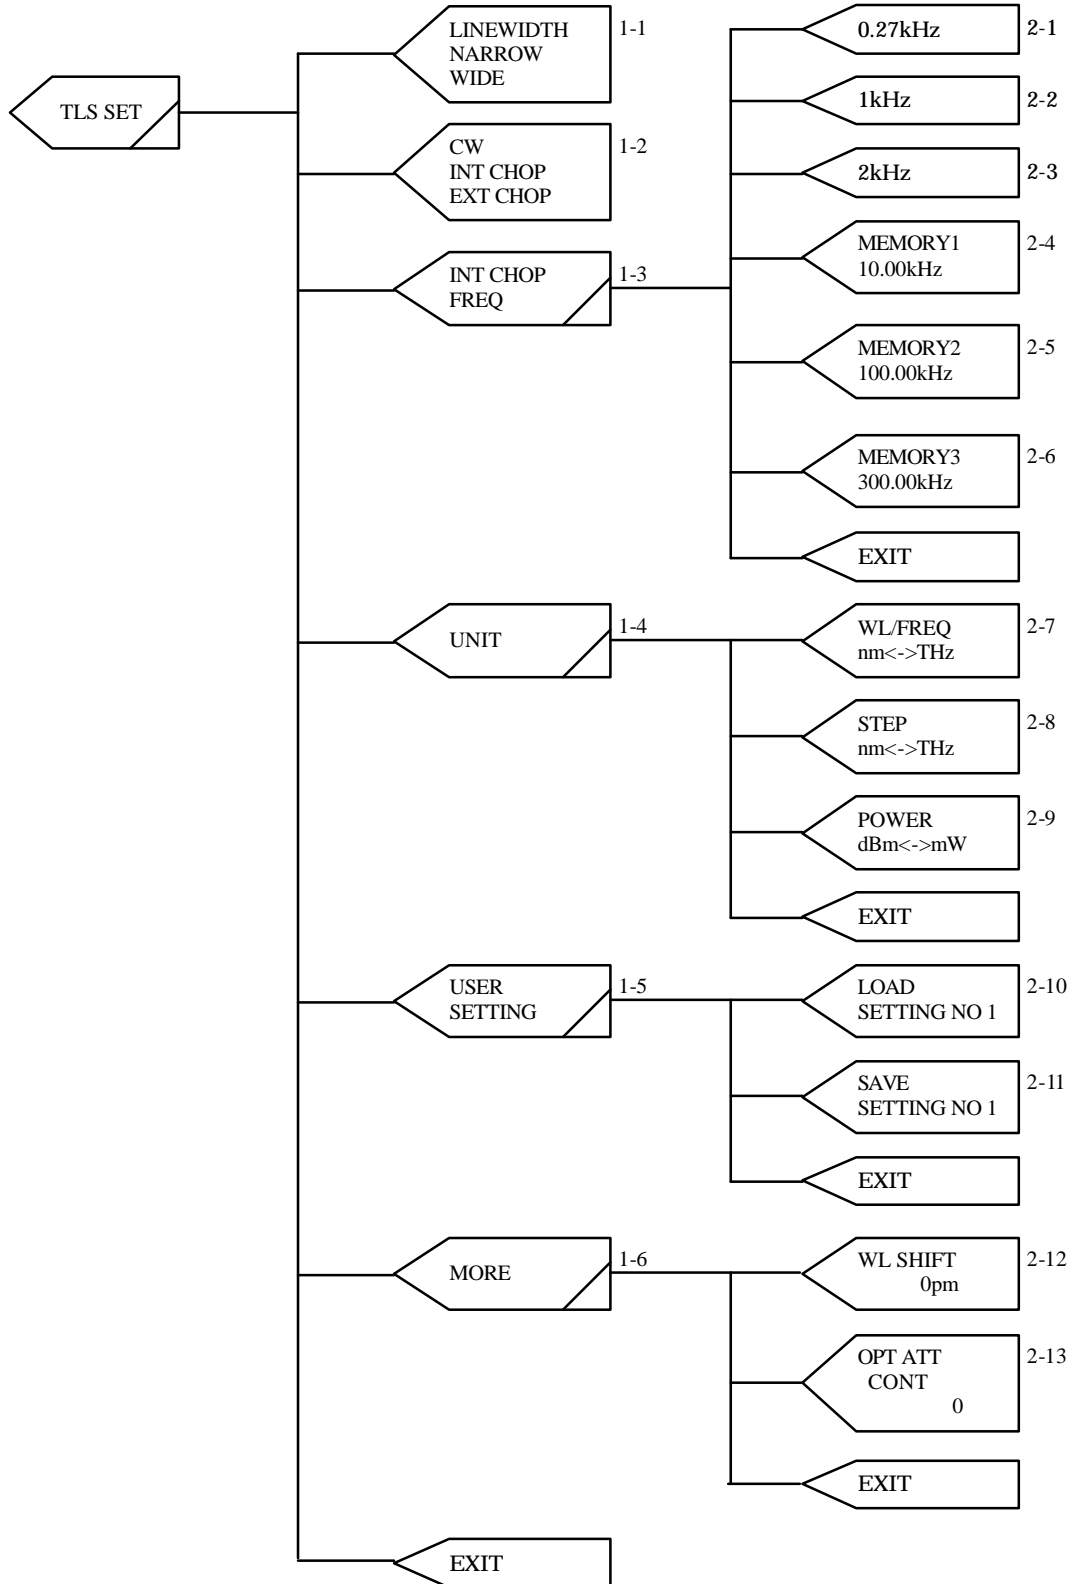 TLS SET
LINEWIDTH
NARROW
WIDE
1-1
CW
INT CHOP
EXT CHOP
1-2
INT CHOP
FREQ
1-3
0.27kHz
2-1
1kHz
2-2
2kHz
2-3
MEMORY1
10.00kHz
2-4
MEMORY2
100.00kHz
2-5
MEMORY3
300.00kHz
2-6
EXIT
UNIT
1-4
WL/FREQ
nm<->THz
2-7
STEP
nm<->THz
2-8
POWER
dBm<->mW
2-9
EXIT
USER
SETTING
1-5
LOAD
SETTING NO 1
2-10
SAVE
SETTING NO 1
2-11
EXIT
MORE
1-6
WL SHIFT
0pm
2-12
OPT ATT
CONT
0
2-13
EXIT
EXIT